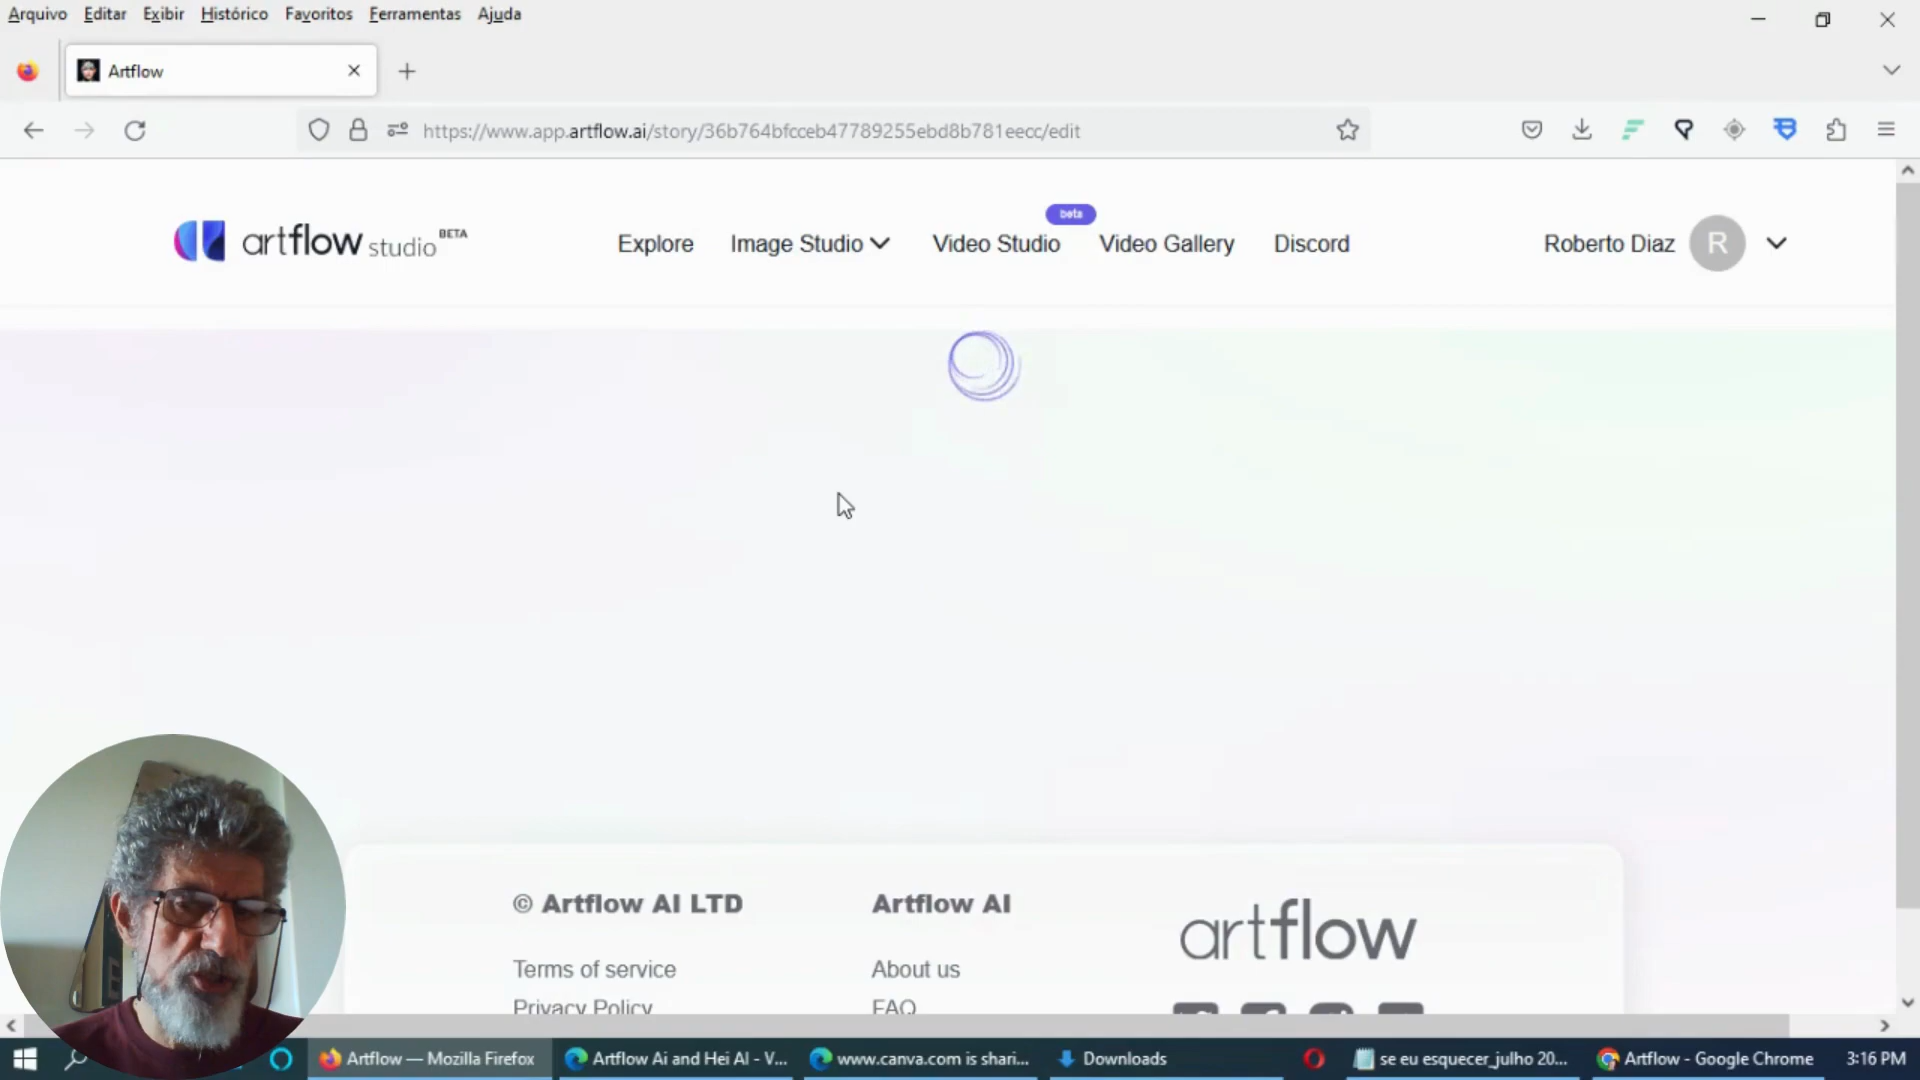 Arquivo Editar Exibir Histórico Favoritos Ferramentas Ajuda
Artflow
https://www.app.artflow.ai/story/36b764bfcceb47789255ebd8b781eecc/edit
artflow studio BETA
Explore
Image Studio
Video Studio
beta
Video Gallery
Discord
Roberto Diaz
R
© Artflow AI LTD
Artflow AI
artflow
Terms of service
About us
Privacy Policy
FAQ
Artflow — Mozilla Firefox
Artflow Ai and Hei AI - V...
www.canva.com is shari...
Downloads
se eu esquecer_julho 20...
Artflow - Google Chrome
3:16 PM